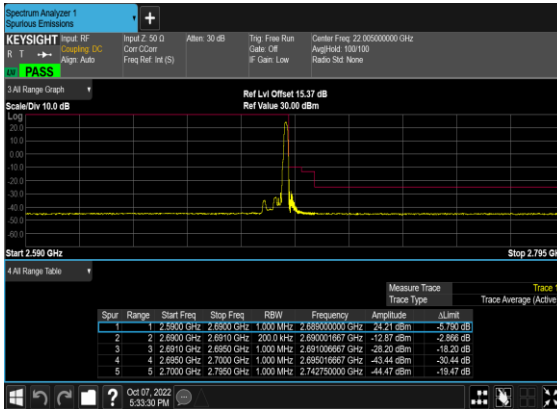 Spectrum Analyzer 1
Spurious Emissions
+
KEYSIGHT Input: RF Input Z: 50 Ω Atten: 30 dB Trig: Free Run Center Freq: 22.005000000 GHz
R T Coupling: DC Corr CCorr Gate: Off Avg|Hold: 100/100
Align: Auto Freq Ref: Int (S) IF Gain: Low Radio Std: None
PASS
3 All Range Graph
Ref Lvl Offset 15.37 dB
Scale/Div 10.0 dB Ref Value 30.00 dBm
Log
20.0
10.0
0.00
-10.0
-20.0
-30.0
-40.0
-50.0
-60.0
Start 2.590 GHz Stop 2.795 GH
4 All Range Table
Measure Trace Trace 1
Trace Type Trace Average (Active
Spur Range Start Freq Stop Freq RBW Frequency Amplitude ΔLimit
1 1 2.5900 GHz 2.6900 GHz 1.000 MHz 2.689000000 GHz 24.21 dBm -5.790 dB
2 2 2.6900 GHz 2.6910 GHz 200.0 kHz 2.690001667 GHz -12.87 dBm -2.866 dB
3 3 2.6910 GHz 2.6950 GHz 1.000 MHz 2.691006667 GHz -28.20 dBm -18.20 dB
4 4 2.6950 GHz 2.7000 GHz 1.000 MHz 2.695016667 GHz -43.44 dBm -30.44 dB
5 5 2.7000 GHz 2.7950 GHz 1.000 MHz 2.742750000 GHz -44.47 dBm -19.47 dB
? Oct 07, 2022
5:33:30 PM